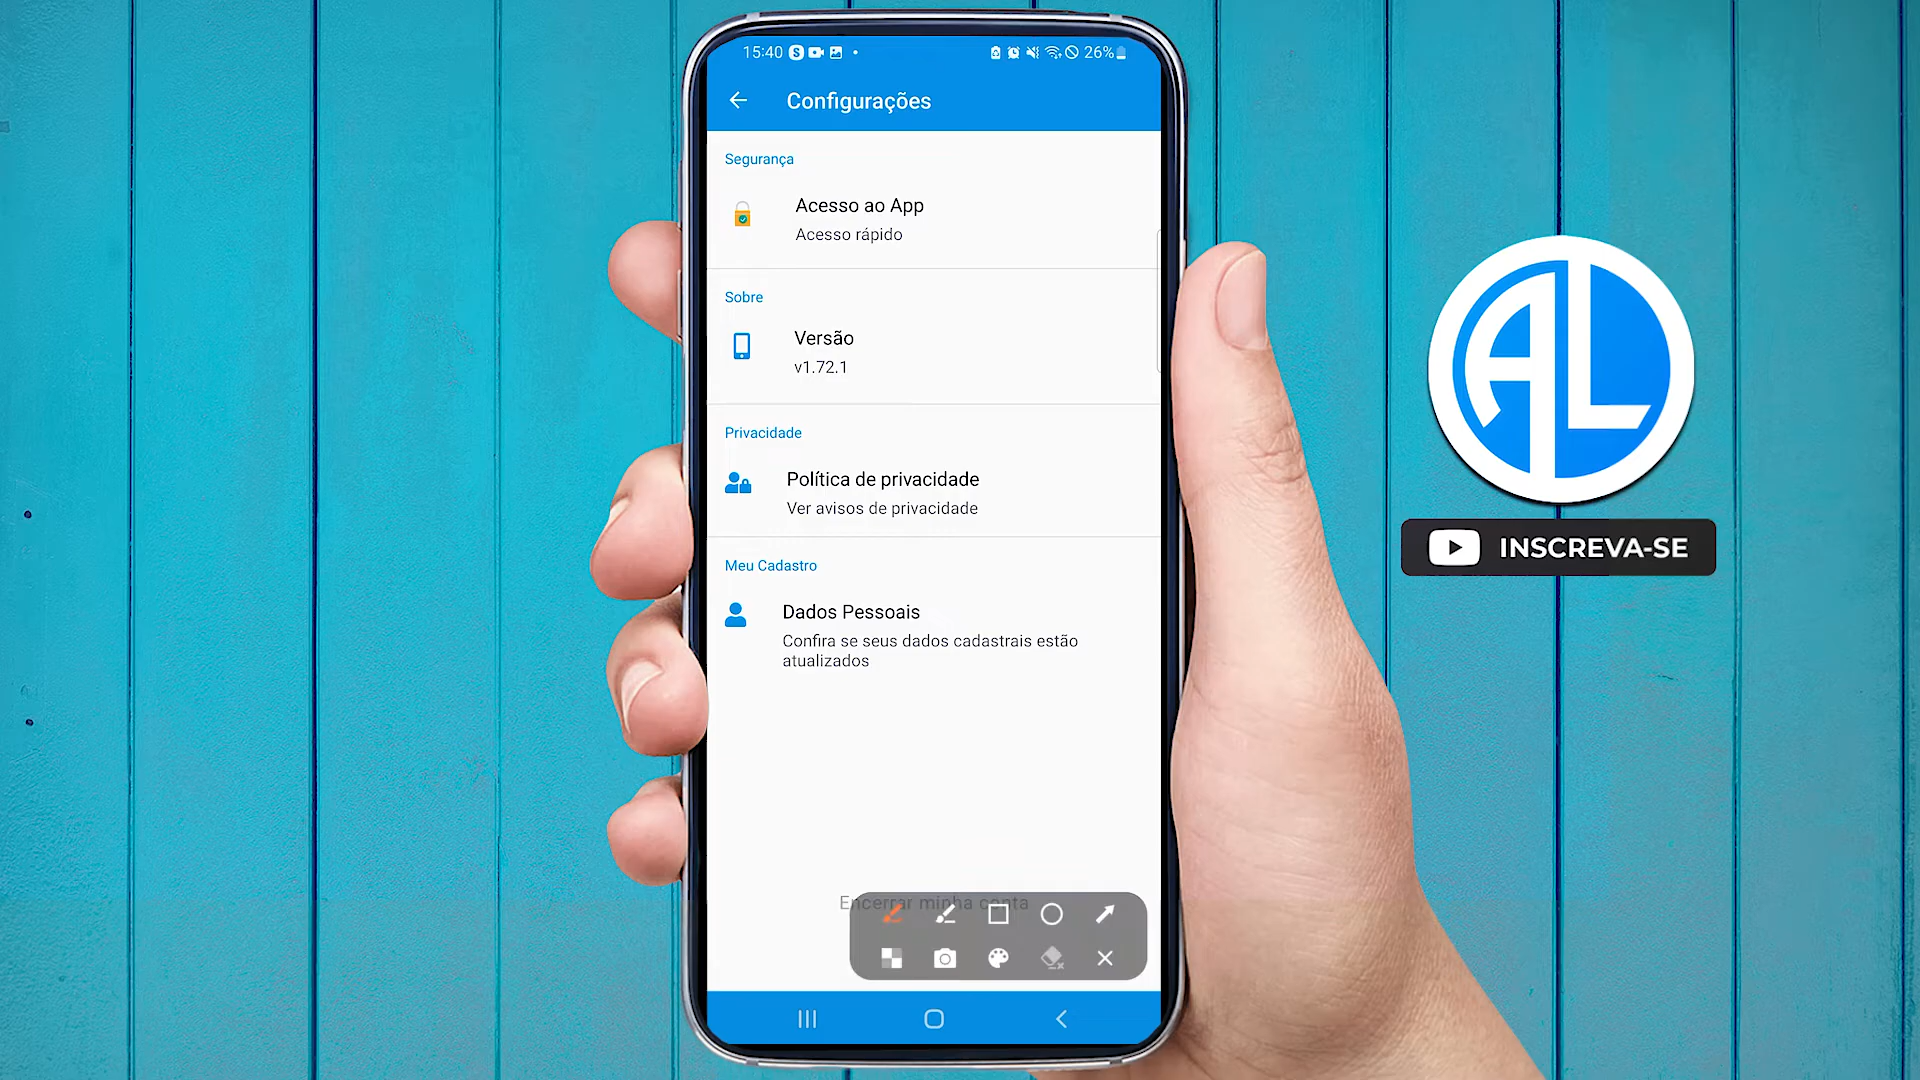 15:40
26%
Configurações
Segurança
Acesso ao App
Acesso rápido
Sobre
Versão
v1.72.1
Privacidade
Política de privacidade
Ver avisos de privacidade
Meu Cadastro
Dados Pessoais
Confira se seus dados cadastrais estão
atualizados
Encerrar minha conta
AL
INSCREVA-SE